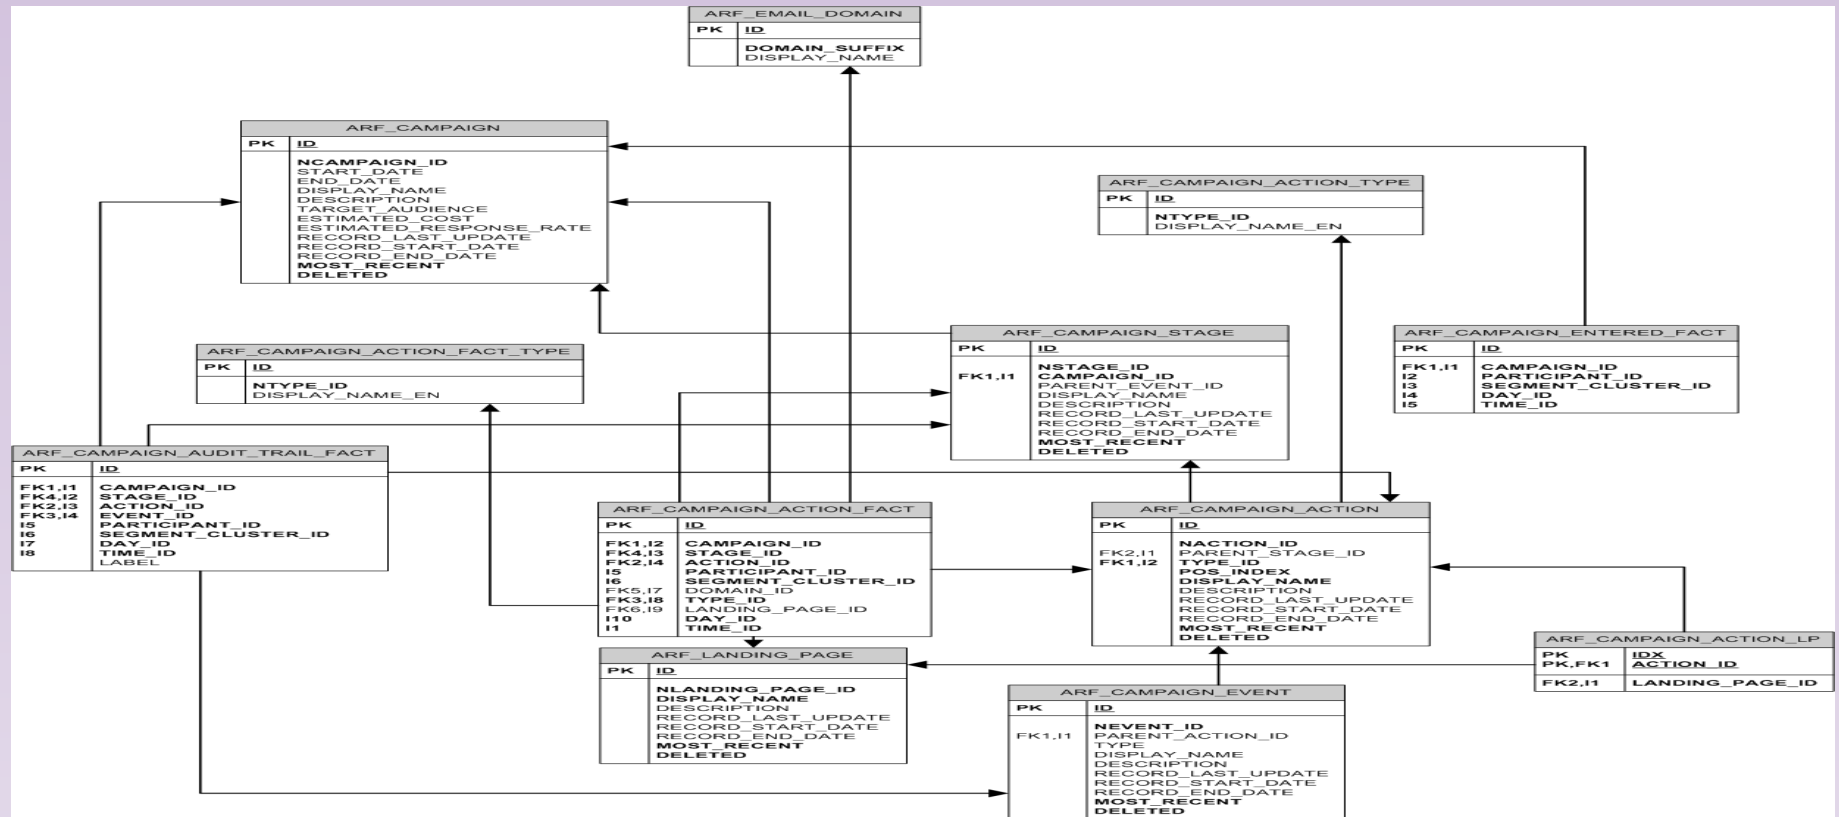 ARF_EMAIL_DOMAIN
PK ID
DOMAIN_SUFFIX
DISPLAY_NAME
ARF_CAMPAIGN
PK ID
NCAMPAIGN_ID
START_DATE
END_DATE
DISPLAY_NAME
DESCRIPTION
TARGET_AUDIENCE
ESTIMATED_COST
ESTIMATED_RESPONSE_RATE
RECORD_LAST_UPDATE
RECORD_START_DATE
RECORD_END_DATE
MOST_RECENT
DELETED
ARF_CAMPAIGN_ACTION_TYPE
PK ID
NTYPE_ID
DISPLAY_NAME_EN
ARF_CAMPAIGN_STAGE
PK ID
NSTAGE_ID
FK1,I1 CAMPAIGN_ID
PARENT_EVENT_ID
DISPLAY_NAME
DESCRIPTION
RECORD_LAST_UPDATE
RECORD_START_DATE
RECORD_END_DATE
MOST_RECENT
DELETED
ARF_CAMPAIGN_ENTERED_FACT
PK ID
FK1,I1 CAMPAIGN_ID
I2 PARTICIPANT_ID
I3 SEGMENT_CLUSTER_ID
I4 DAY_ID
I5 TIME_ID
ARF_CAMPAIGN_ACTION_FACT_TYPE
PK ID
NTYPE_ID
DISPLAY_NAME_EN
ARF_CAMPAIGN_AUDIT_TRAIL_FACT
PK ID
FK1,I1 CAMPAIGN_ID
FK4,I2 STAGE_ID
FK2,I3 ACTION_ID
FK3,I4 EVENT_ID
I5 PARTICIPANT_ID
I6 SEGMENT_CLUSTER_ID
I7 DAY_ID
I8 TIME_ID
LABEL
ARF_CAMPAIGN_ACTION_FACT
PK ID
FK1,I2 CAMPAIGN_ID
FK4,I3 STAGE_ID
FK2,I4 ACTION_ID
I5 PARTICIPANT_ID
I6 SEGMENT_CLUSTER_ID
FK5,I7 DOMAIN_ID
FK3,I8 TYPE_ID
FK6,I9 LANDING_PAGE_ID
I10 DAY_ID
I1 TIME_ID
ARF_CAMPAIGN_ACTION
PK ID
NACTION_ID
FK2,I1 PARENT_STAGE_ID
FK1,I2 TYPE_ID
POS_INDEX
DISPLAY_NAME
DESCRIPTION
RECORD_LAST_UPDATE
RECORD_START_DATE
RECORD_END_DATE
MOST_RECENT
DELETED
ARF_CAMPAIGN_ACTION_LP
PK IDX
PK,FK1 ACTION_ID
FK2,I1 LANDING_PAGE_ID
ARF_LANDING_PAGE
PK ID
NLANDING_PAGE_ID
DISPLAY_NAME
DESCRIPTION
RECORD_LAST_UPDATE
RECORD_START_DATE
RECORD_END_DATE
MOST_RECENT
DELETED
ARF_CAMPAIGN_EVENT
PK ID
NEVENT_ID
FK1,I1 PARENT_ACTION_ID
TYPE
DISPLAY_NAME
DESCRIPTION
RECORD_LAST_UPDATE
RECORD_START_DATE
RECORD_END_DATE
MOST_RECENT
DELETED